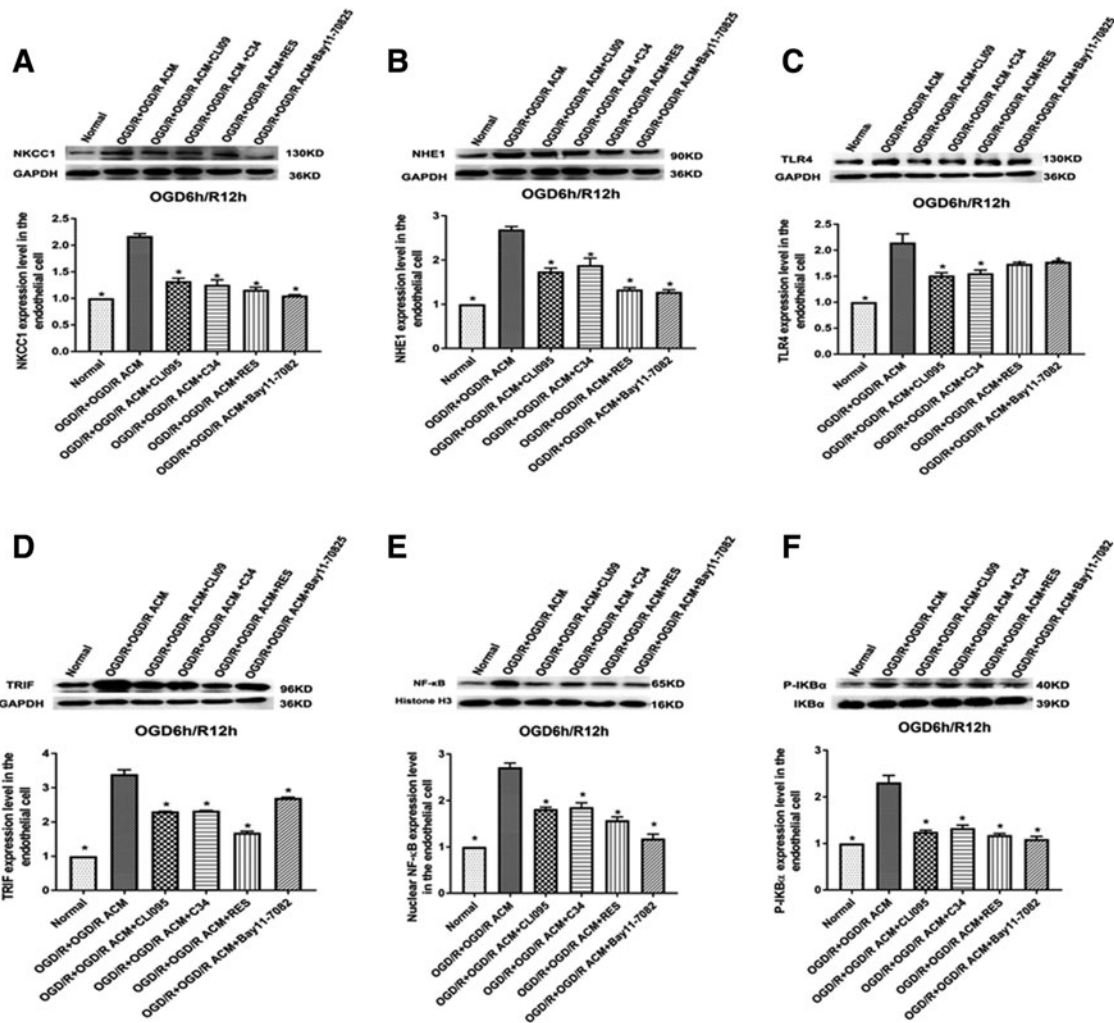 A
Normal
OGD/R+OGD/R ACM
OGD/R+OGD/R ACM+CLI09
OGD/R+OGD/R ACM +C34
OGD/R+OGD/R ACM+RES
OGD/R+OGD/R ACM+Bay11-70825
NKCC1
130KD
GAPDH
36KD
OGD6h/R12h
NKCC1 expression level in the
endothelial cell
2.5
2.0
1.5
1.0
0.5
0.0
*
*
*
*
*
Normal
OGD/R+OGD/R ACM
OGD/R+OGD/R ACM+CLI095
OGD/R+OGD/R ACM+C34
OGD/R+OGD/R ACM+RES
OGD/R+OGD/R ACM+Bay11-7082
B
Normal
OGD/R+OGD/R ACM
OGD/R+OGD/R ACM+CLI09
OGD/R+OGD/R ACM +C34
OGD/R+OGD/R ACM+RES
OGD/R+OGD/R ACM+Bay11-70825
NHE1
90KD
GAPDH
36KD
OGD6h/R12h
NHE1 expression level in the
endothelial cell
3
2
1
0
*
*
*
*
*
Normal
OGD/R+OGD/R ACM
OGD/R+OGD/R ACM+CLI095
OGD/R+OGD/R ACM+C34
OGD/R+OGD/R ACM+RES
OGD/R+OGD/R ACM+Bay11-7082
C
Norma
OGD/R+OGD/R ACM
OGD/R+OGD/R ACM+CLI09
OGD/R+OGD/R ACM +C34
OGD/R+OGD/R ACM+RES
OGD/R+OGD/R ACM+Bay11-70825
TLR4
130KD
GAPDH
36KD
OGD6h/R12h
TLR4 expression level in the
endothelial cell
2.5
2.0
1.5
1.0
0.5
0.0
*
*
*
*
Normal
OGD/R+OGD/R ACM
OGD/R+OGD/R ACM+CLI095
OGD/R+OGD/R ACM+C34
OGD/R+OGD/R ACM+RES
OGD/R+OGD/R ACM+Bay11-7082
D
Normal
OGD/R+OGD/R ACM
OGD/R+OGD/R ACM+CLI09
OGD/R+OGD/R ACM +C34
OGD/R+OGD/R ACM+RES
OGD/R+OGD/R ACM+Bay11-70825
TRIF
96KD
GAPDH
36KD
OGD6h/R12h
TRIF expression level in the
endothelial cell
4
3
2
1
0
*
*
*
*
*
Normal
OGD/R+OGD/R ACM
OGD/R+OGD/R ACM+CLI095
OGD/R+OGD/R ACM+C34
OGD/R+OGD/R ACM+RES
OGD/R+OGD/R ACM+Bay11-7082
E
Normal
OGD/R+OGD/R ACM
OGD/R+OGD/R ACM+CLI09
OGD/R+OGD/R ACM +C34
OGD/R+OGD/R ACM+RES
OGD/R+OGD/R ACM+Bay11-7082
NF-κB
65KD
Histone H3
16KD
OGD6h/R12h
Nuclear NF-κB expression level
in the endothelial cell
3
2
1
0
*
*
*
*
*
Normal
OGD/R+OGD/R ACM
OGD/R+OGD/R ACM+CLI095
OGD/R+OGD/R ACM+C34
OGD/R+OGD/R ACM+RES
OGD/R+OGD/R ACM+Bay11-7082
F
Normal
OGD/R+OGD/R ACM
OGD/R+OGD/R ACM+CLI09
OGD/R+OGD/R ACM +C34
OGD/R+OGD/R ACM+RES
OGD/R+OGD/R ACM+Bay11-7082
P-IKBα
40KD
IKBα
39KD
OGD6h/R12h
P-IKBα expression level in the
endothelial cell
3
2
1
0
*
*
*
*
*
Normal
OGD/R+OGD/R ACM
OGD/R+OGD/R ACM+CLI095
OGD/R+OGD/R ACM+C34
OGD/R+OGD/R ACM+RES
OGD/R+OGD/R ACM+Bay11-7082